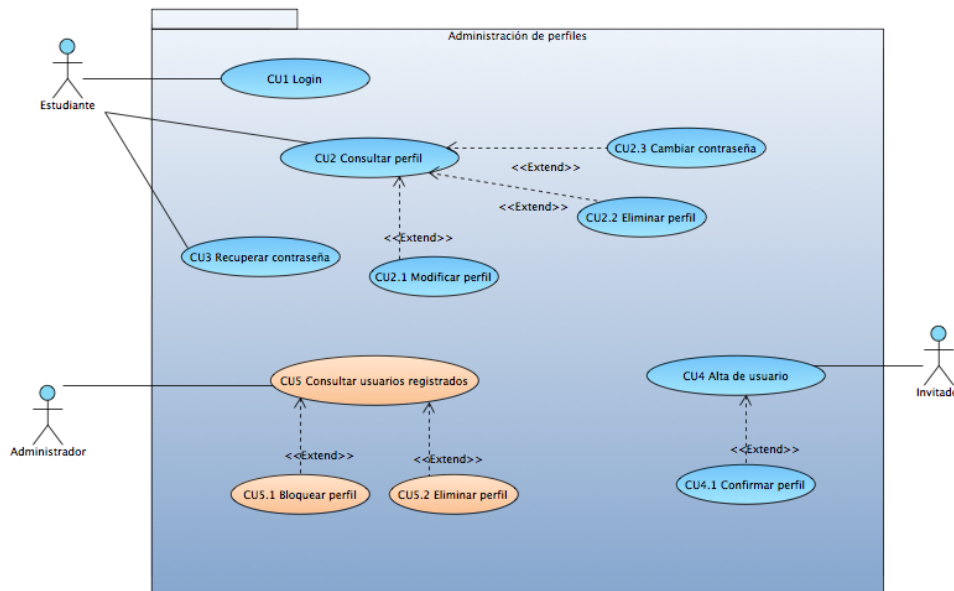 Administración de perfiles
CU1 Login
Estudiante
CU2 Consultar perfil
CU2.3 Cambiar contraseña
<<Extend>>
<<Extend>>
CU2.2 Eliminar perfil
<<Extend>>
CU3 Recuperar contraseña
CU2.1 Modificar perfil
CU5 Consultar usuarios registrados
CU4 Alta de usuario
Invitado
Administrador
<<Extend>>
<<Extend>>
<<Extend>>
CU5.1 Bloquear perfil
CU5.2 Eliminar perfil
CU4.1 Confirmar perfil